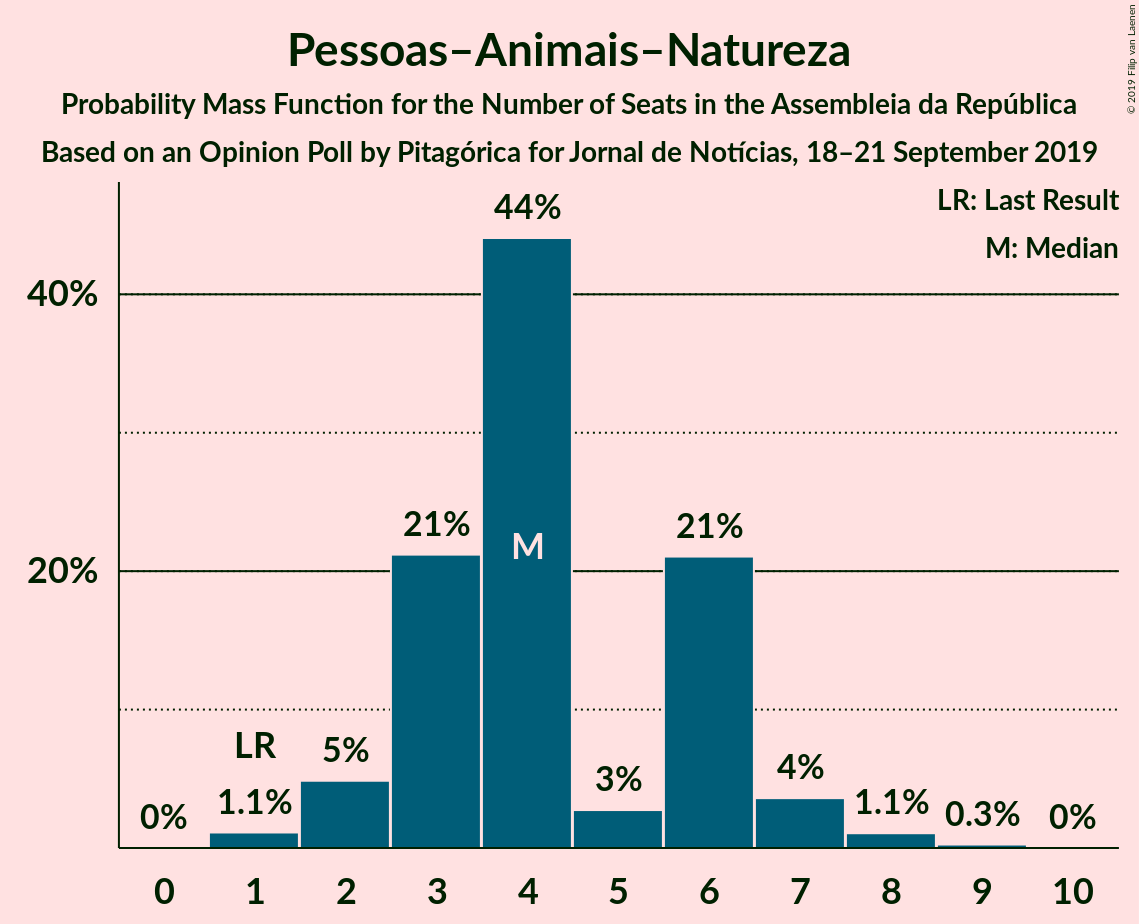 Pessoas–Animais–Natureza
Probability Mass Function for the Number of Seats in the Assembleia da República
Based on an Opinion Poll by Pitagórica for Jornal de Notícias, 18–21 September 2019
© 2019 Filip van Laenen
LR: Last Result
M: Median
44%
40%
21%
21%
M
20%
LR
5%
4%
3%
0%
1.1%
1.1%
0.3%
0%
0 1 2 3 4 5 6 7 8 9 10